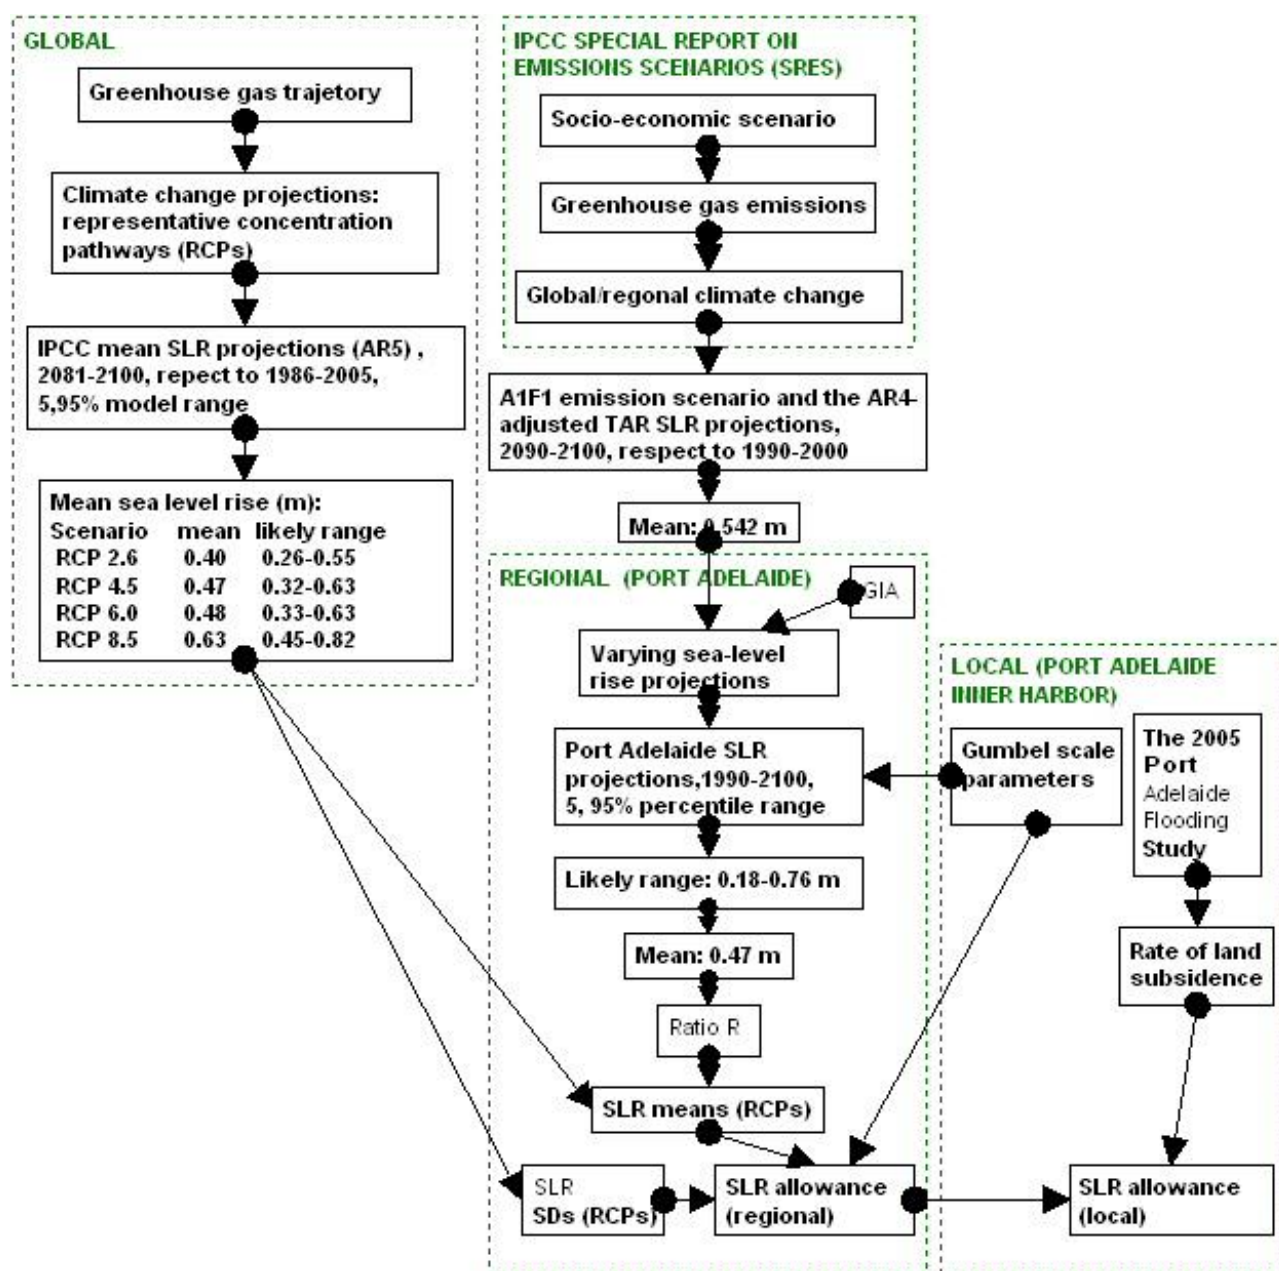 GLOBAL
Greenhouse gas trajetory
Climate change projections:
representative concentration
pathways (RCPs)
IPCC mean SLR projections (AR5) ,
2081-2100, repect to 1986-2005,
5,95% model range
Mean sea level rise (m):
Scenario mean likely range
RCP 2.6 0.40 0.26-0.55
RCP 4.5 0.47 0.32-0.63
RCP 6.0 0.48 0.33-0.63
RCP 8.5 0.63 0.45-0.82
IPCC SPECIAL REPORT ON
EMISSIONS SCENARIOS (SRES)
Socio-economic scenario
Greenhouse gas emissions
Global/regonal climate change
A1F1 emission scenario and the AR4-
adjusted TAR SLR projections,
2090-2100, respect to 1990-2000
Mean: 0.542 m
REGIONAL (PORT ADELAIDE)
GIA
Varying sea-level
rise projections
Port Adelaide SLR
projections,1990-2100,
5, 95% percentile range
Likely range: 0.18-0.76 m
Mean: 0.47 m
Ratio R
SLR means (RCPs)
SLR
SDs (RCPs)
SLR allowance
(regional)
LOCAL (PORT ADELAIDE
INNER HARBOR)
Gumbel scale
parameters
The 2005
Port
Adelaide
Flooding
Study
Rate of land
subsidence
SLR allowance
(local)